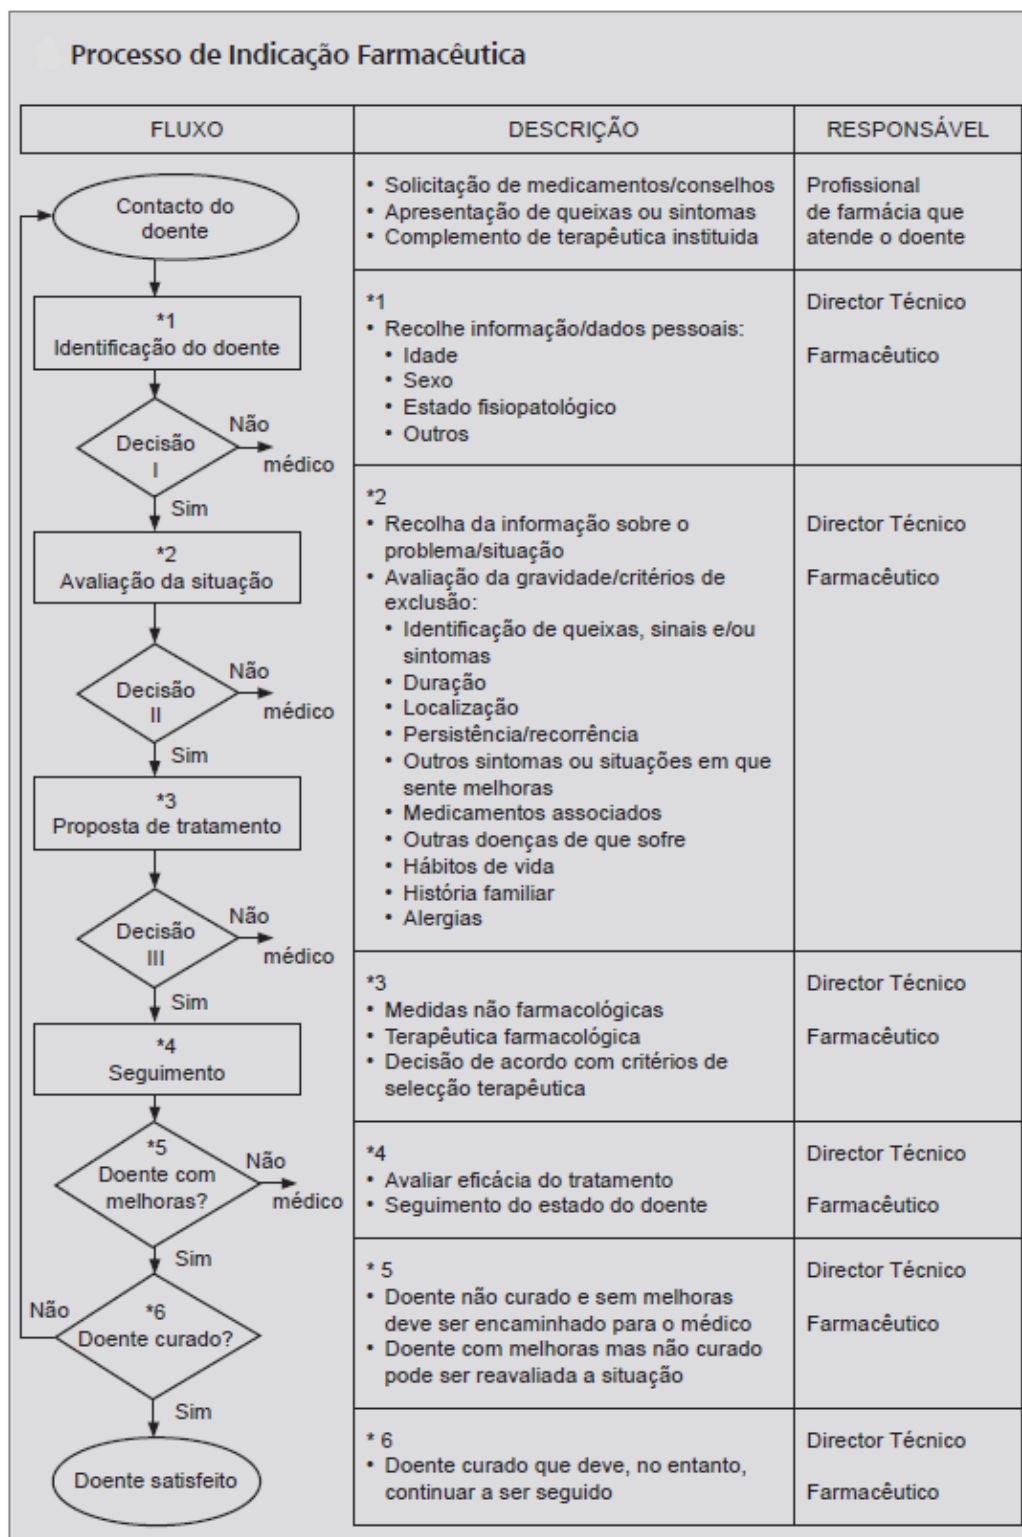 Processo de Indicação Farmacêutica
FLUXO
DESCRIÇÃO
RESPONSÁVEL
Contacto do
doente
• Solicitação de medicamentos/conselhos
• Apresentação de queixas ou sintomas
• Complemento de terapêutica instituida
Profissional
de farmácia que
atende o doente
*1
Identificação do doente
Decisão
I
Não
médico
Sim
*1
• Recolhe informação/dados pessoais:
• Idade
• Sexo
• Estado fisiopatológico
• Outros
Director Técnico
Farmacêutico
*2
Avaliação da situação
Decisão
II
Não
médico
Sim
*3
Proposta de tratamento
Decisão
III
Não
médico
Sim
*2
• Recolha da informação sobre o
problema/situação
• Avaliação da gravidade/critérios de
exclusão:
• Identificação de queixas, sinais e/ou
sintomas
• Duração
• Localização
• Persistência/recorrência
• Outros sintomas ou situações em que
sente melhoras
• Medicamentos associados
• Outras doenças de que sofre
• Hábitos de vida
• História familiar
• Alergias
Director Técnico
Farmacêutico
*4
Seguimento
*3
• Medidas não farmacológicas
• Terapêutica farmacológica
• Decisão de acordo com critérios de
selecção terapêutica
Director Técnico
Farmacêutico
*5
Doente com
melhoras?
Não
médico
Sim
*4
• Avaliar eficácia do tratamento
• Seguimento do estado do doente
Director Técnico
Farmacêutico
*6
Doente curado?
Não
Sim
* 5
• Doente não curado e sem melhoras
deve ser encaminhado para o médico
• Doente com melhoras mas não curado
pode ser reavaliada a situação
Director Técnico
Farmacêutico
Doente satisfeito
* 6
• Doente curado que deve, no entanto,
continuar a ser seguido
Director Técnico
Farmacêutico